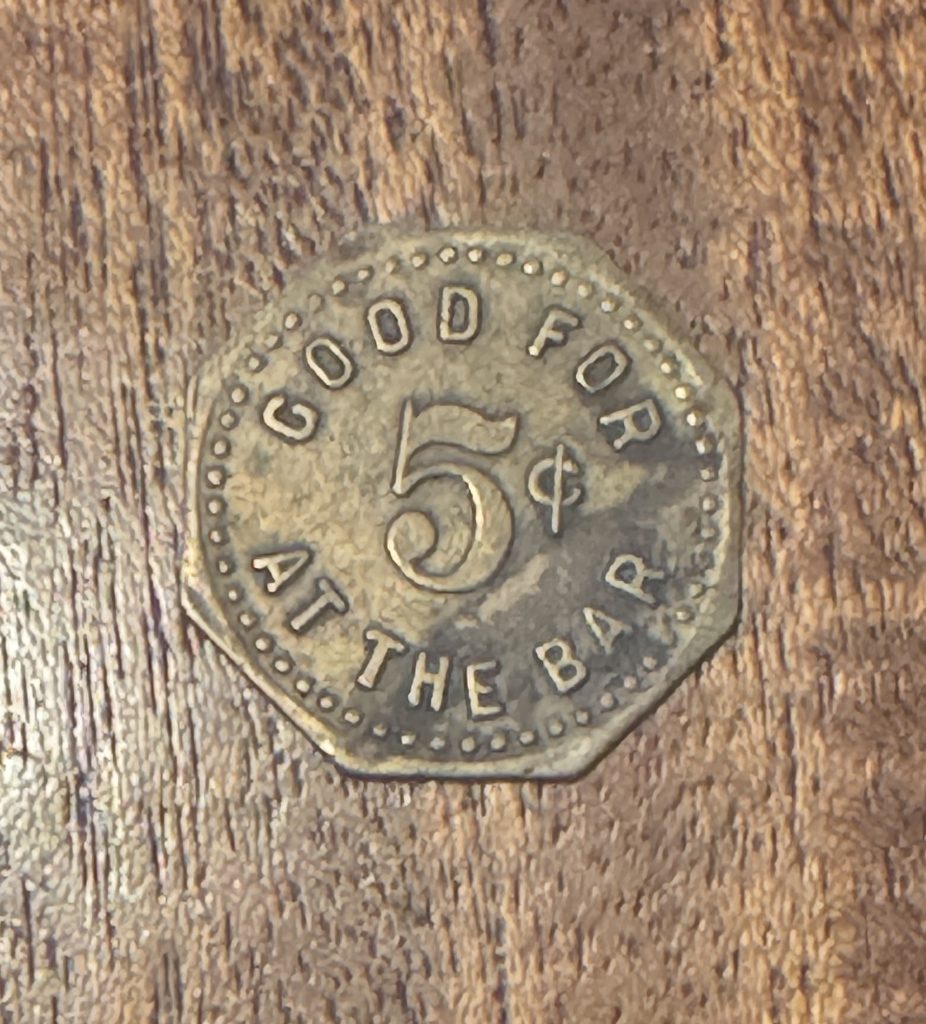 GOOD FOR
5¢
AT THE BAR